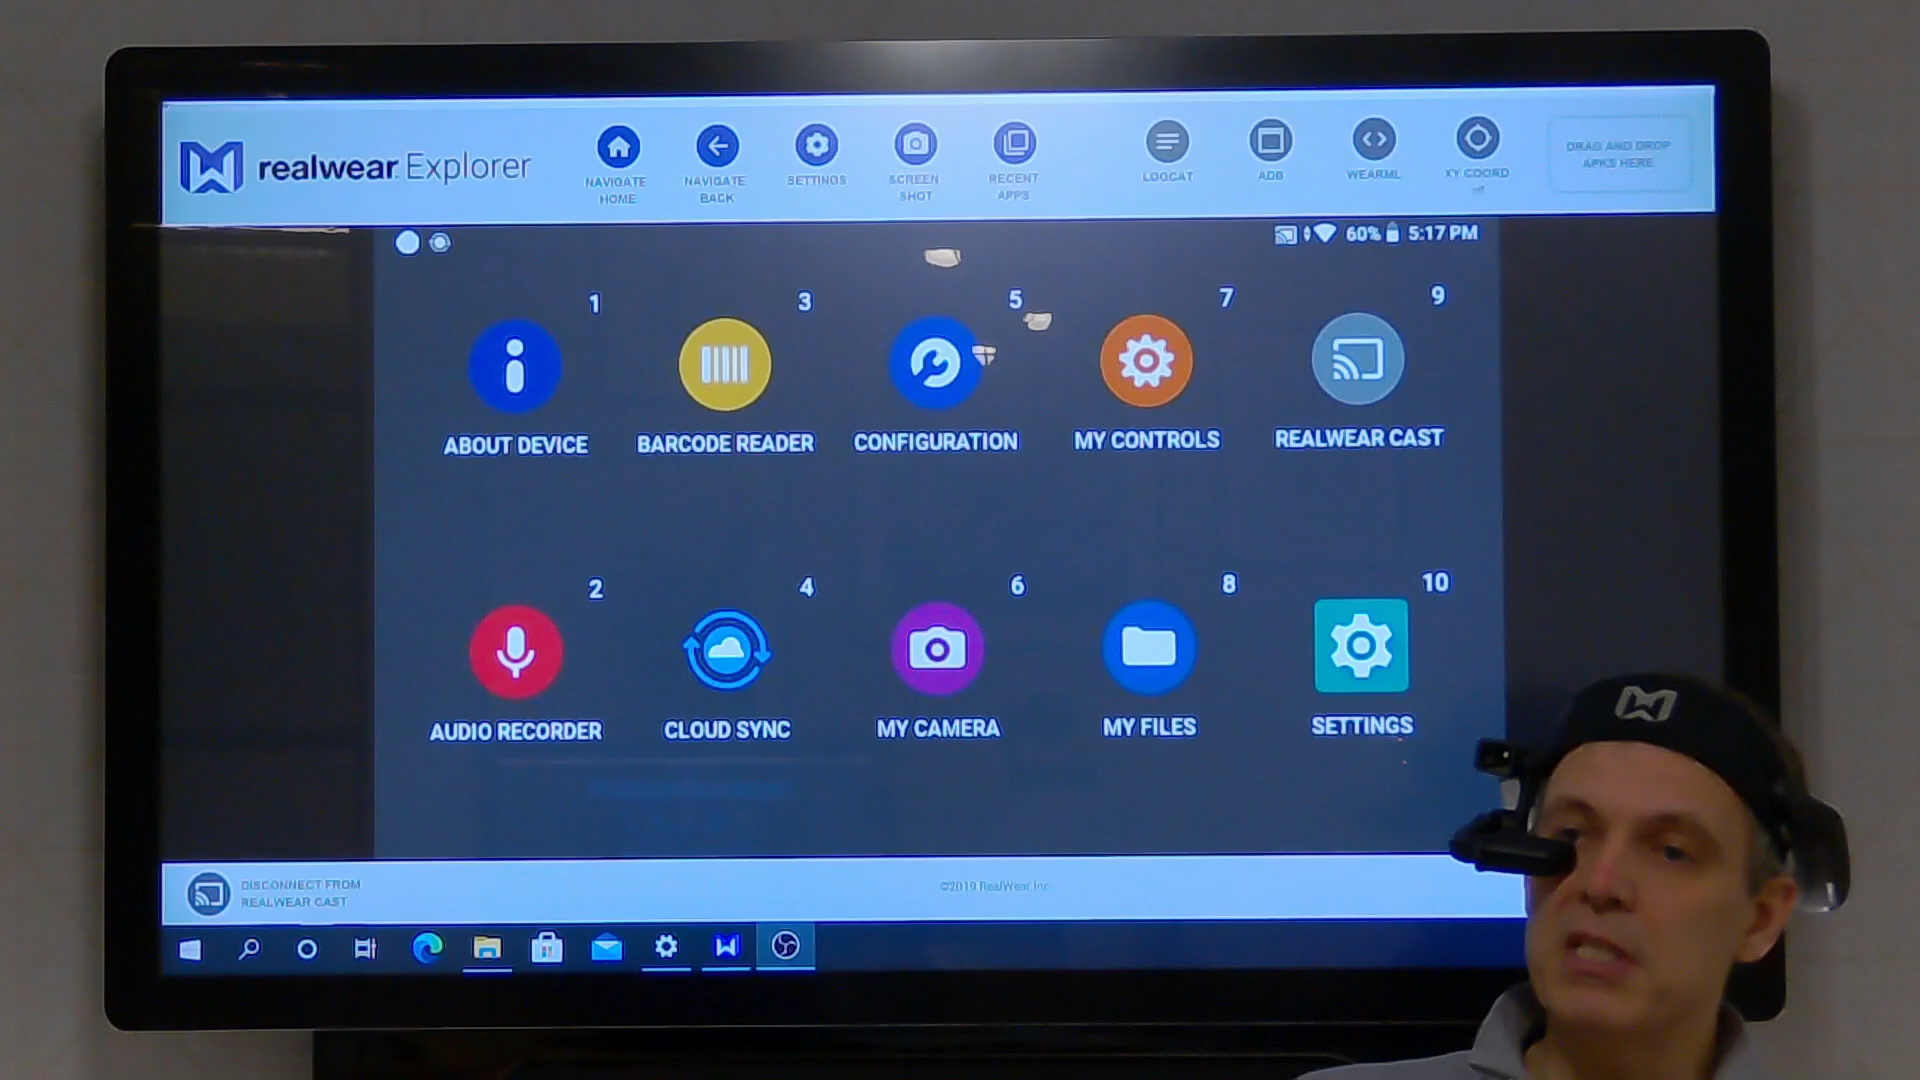 realwear Explorer
NAVIGATE
HOME
NAVIGATE
BACK
SETTINGS
SCREEN
SHOT
RECENT
APPS
LOGCAT
ADB
WEARML
XY COORD
off
DRAG AND DROP
APKS HERE
60% 5:17 PM
1
3
5
7
9
ABOUT DEVICE
BARCODE READER
CONFIGURATION
MY CONTROLS
REALWEAR CAST
2
4
6
8
10
AUDIO RECORDER
CLOUD SYNC
MY CAMERA
MY FILES
SETTINGS
DISCONNECT FROM
REALWEAR CAST
©2019 RealWear Inc.